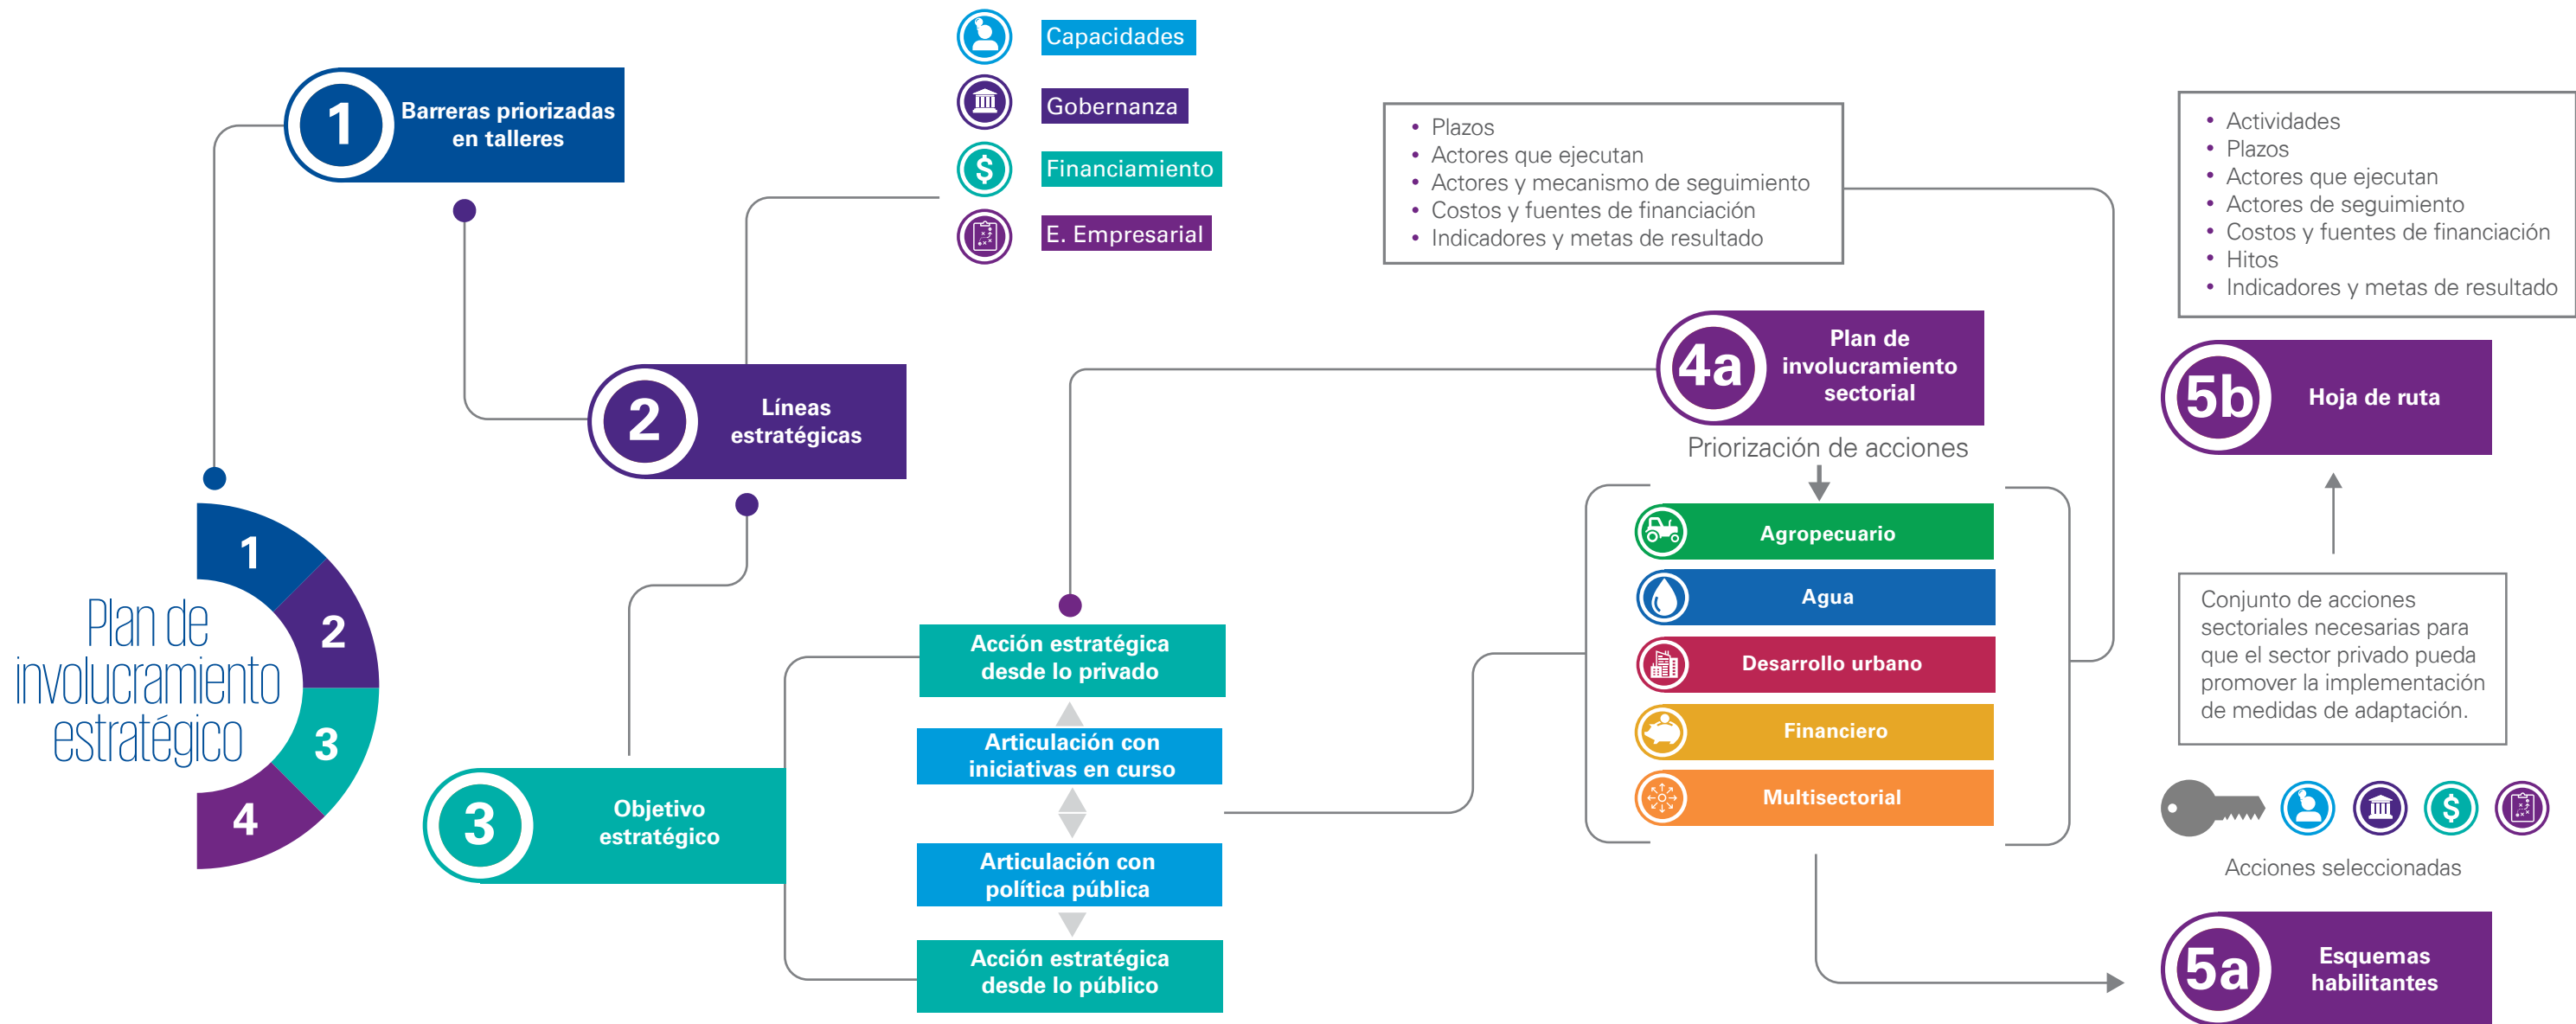 Plan de
involucramiento
estratégico
1
2
3
4
1
Barreras priorizadas
en talleres
2
Líneas
estratégicas
Capacidades
Gobernanza
Financiamiento
$
E. Empresarial
3
Objetivo
estratégico
Acción estratégica
desde lo privado
Articulación con
iniciativas en curso
Articulación con
política pública
Acción estratégica
desde lo público
• Plazos
• Actores que ejecutan
• Actores y mecanismo de seguimiento
• Costos y fuentes de financiación
• Indicadores y metas de resultado
4a
Plan de
involucramiento
sectorial
Priorización de acciones
Agropecuario
Agua
Desarrollo urbano
Financiero
Multisectorial
• Actividades
• Plazos
• Actores que ejecutan
• Actores de seguimiento
• Costos y fuentes de financiación
• Hitos
• Indicadores y metas de resultado
5b
Hoja de ruta
Conjunto de acciones
sectoriales necesarias para
que el sector privado pueda
promover la implementación
de medidas de adaptación.
$
Acciones seleccionadas
5a
Esquemas
habilitantes